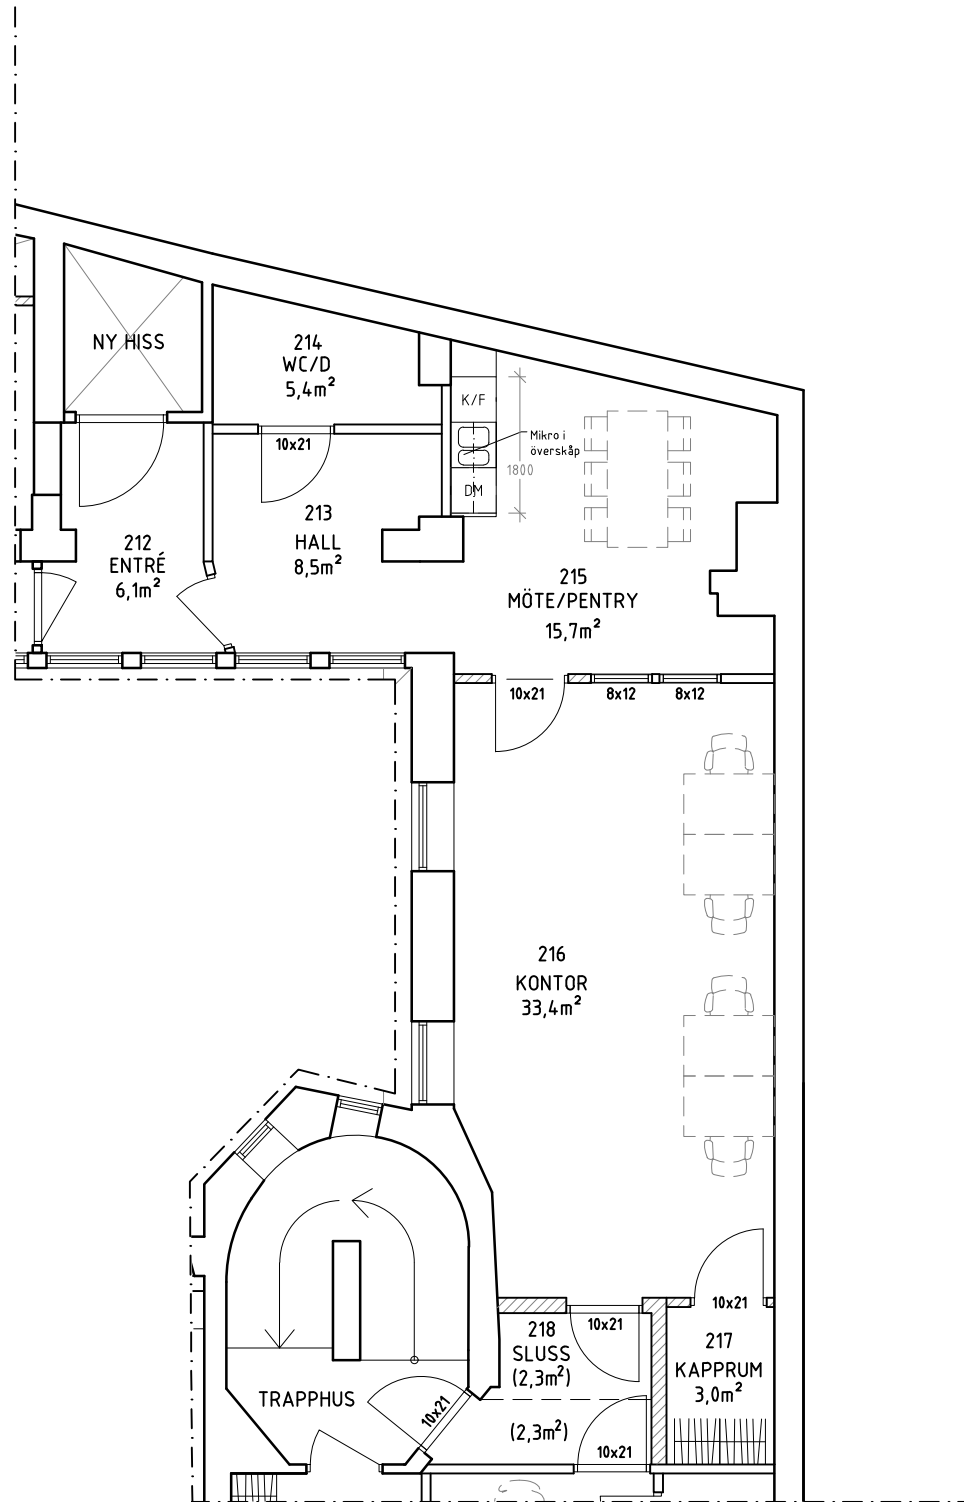 NY HISS
214
WC/D
5,4m²
10x21
K/F
Mikro i
överskåp
1800
DM
213
HALL
8,5m²
212
ENTRÉ
6,1m²
215
MÖTE/PENTRY
15,7m²
10x21
8x12
8x12
216
KONTOR
33,4m²
10x21
10x21
218
SLUSS
(2,3m²)
217
KAPPRUM
3,0m²
TRAPPHUS
10x21
(2,3m²)
10x21